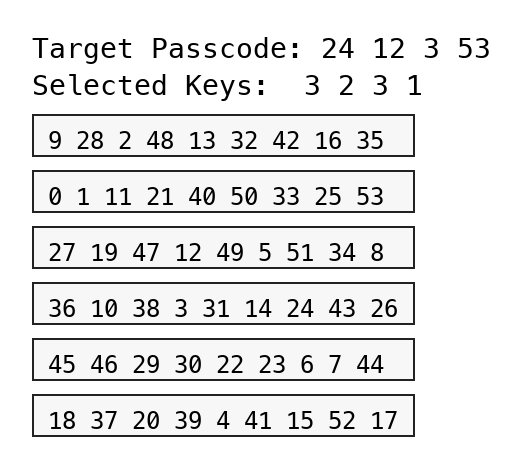 Target Passcode: 24 12 3 53
Selected Keys: 3 2 3 1
9 28 2 48 13 32 42 16 35
0 1 11 21 40 50 33 25 53
27 19 47 12 49 5 51 34 8
36 10 38 3 31 14 24 43 26
45 46 29 30 22 23 6 7 44
18 37 20 39 4 41 15 52 17